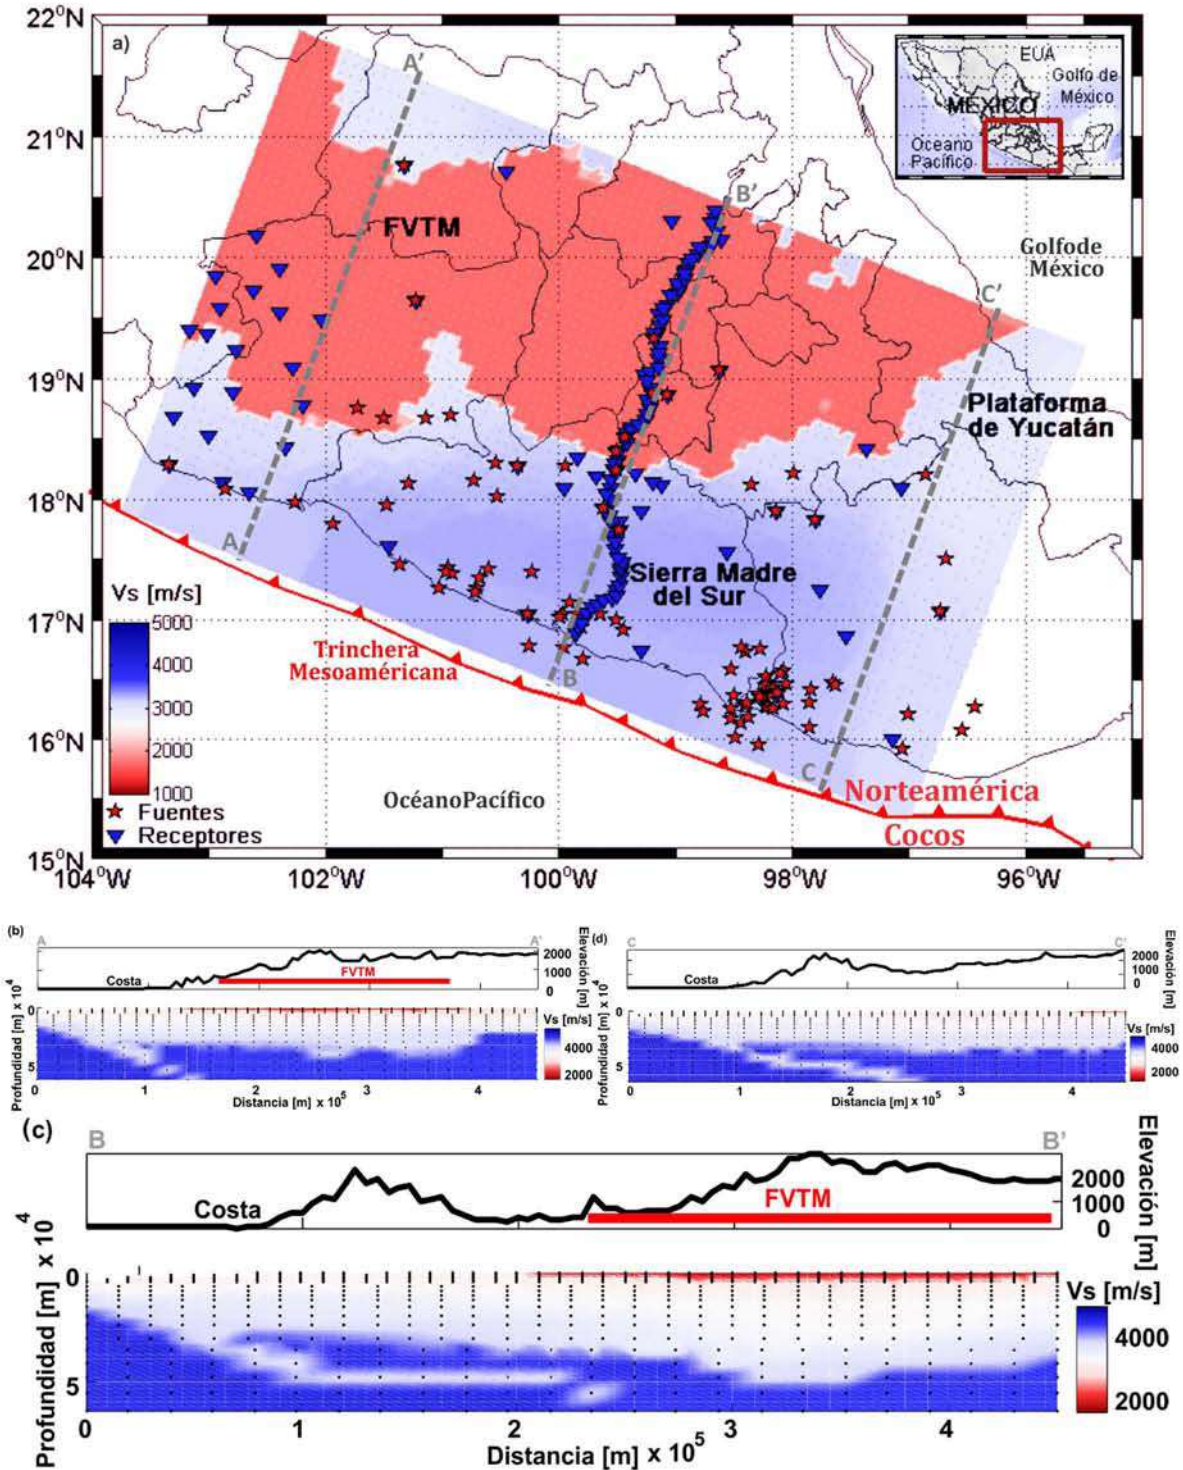 22°N
21°N
20°N
19°N
18°N
17°N
16°N
15°N
104°W
102°W
100°W
98°W
96°W
a)
A'
B'
C'
EUA
Golfo de
México
MEXICO
Oceano
Pacífico
FVTM
Golfode
México
Plataforma
de Yucatán
A
Sierra Madre
del Sur
Vs [m/s]
5000
4000
3000
2000
1000
Trinchera
Mesoaméricana
B
C
Fuentes
Receptores
OcéanoPacífico
Norteamérica
Cocos
(b)
A
A'
Costa
FVTM
Elevación [m]
2000
1000
0
Profundidad [m] x 10⁴
0
5
Vs [m/s]
4000
2000
0
1
2
3
4
Distancia [m] x 10⁵
(d)
C
C'
Costa
Elevación [m]
2000
1000
0
Profundidad [m] x 10⁴
0
5
Vs [m/s]
4000
2000
0
1
2
3
4
Distancia [m] x 10⁵
(c)
B
B'
Costa
FVTM
Elevación [m]
2000
1000
0
Profundidad [m] x 10⁴
0
5
Vs [m/s]
4000
2000
0
1
2
3
4
Distancia [m] x 10⁵